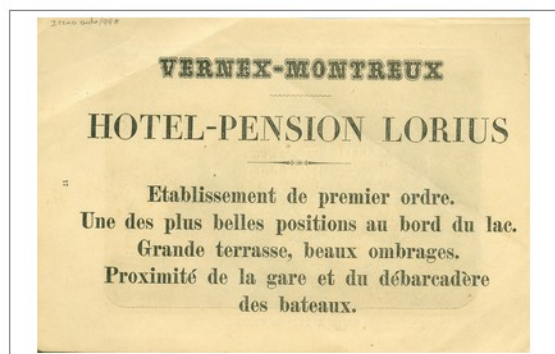 VERNEX-MONTREUX
HOTEL-PENSION LORIUS
Etablissement de premier ordre.
Une des plus belles positions au bord du lac.
Grande terrasse, beaux ombrages.
Proximité de la gare et du débarcadère
des bateaux.